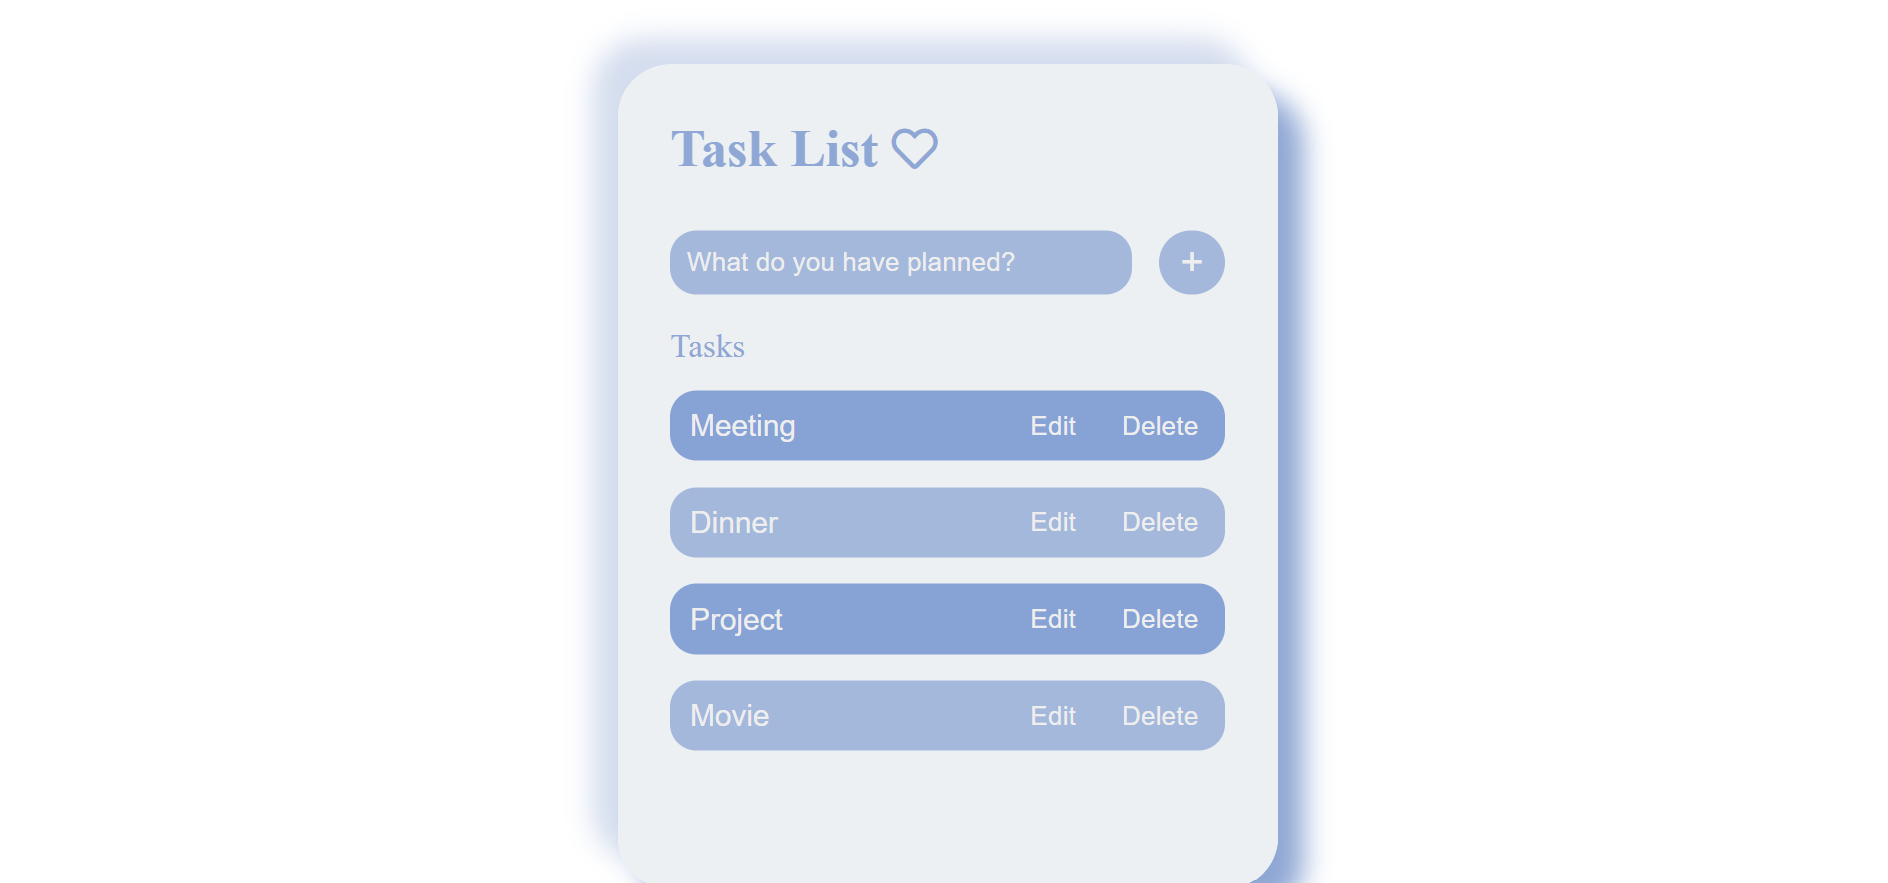 Task List
What do you have planned? +
Tasks
Meeting Edit Delete
Dinner Edit Delete
Project Edit Delete
Movie Edit Delete